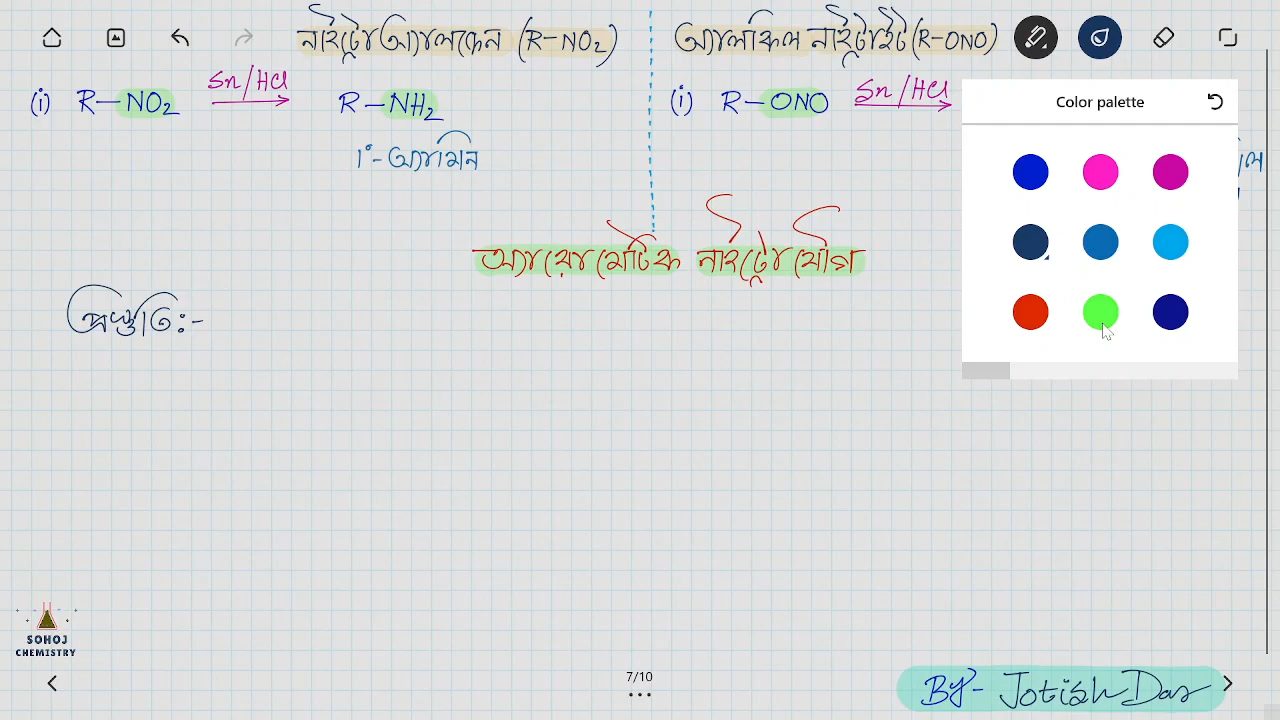 নাইট্রোঅ্যালকেন (R-NO₂)
অ্যালকিল নাইট্রাইট (R-ONO)
(i) R-NO₂ Sn/HCl R-NH₂
1°-অ্যামিন
(i) R-ONO Sn/HCl
Color palette
অ্যারোমেটিক নাইট্রোযৌগ
প্রস্তুতি:-
SOHOJ
CHEMISTRY
7/10
By- Jotish Das